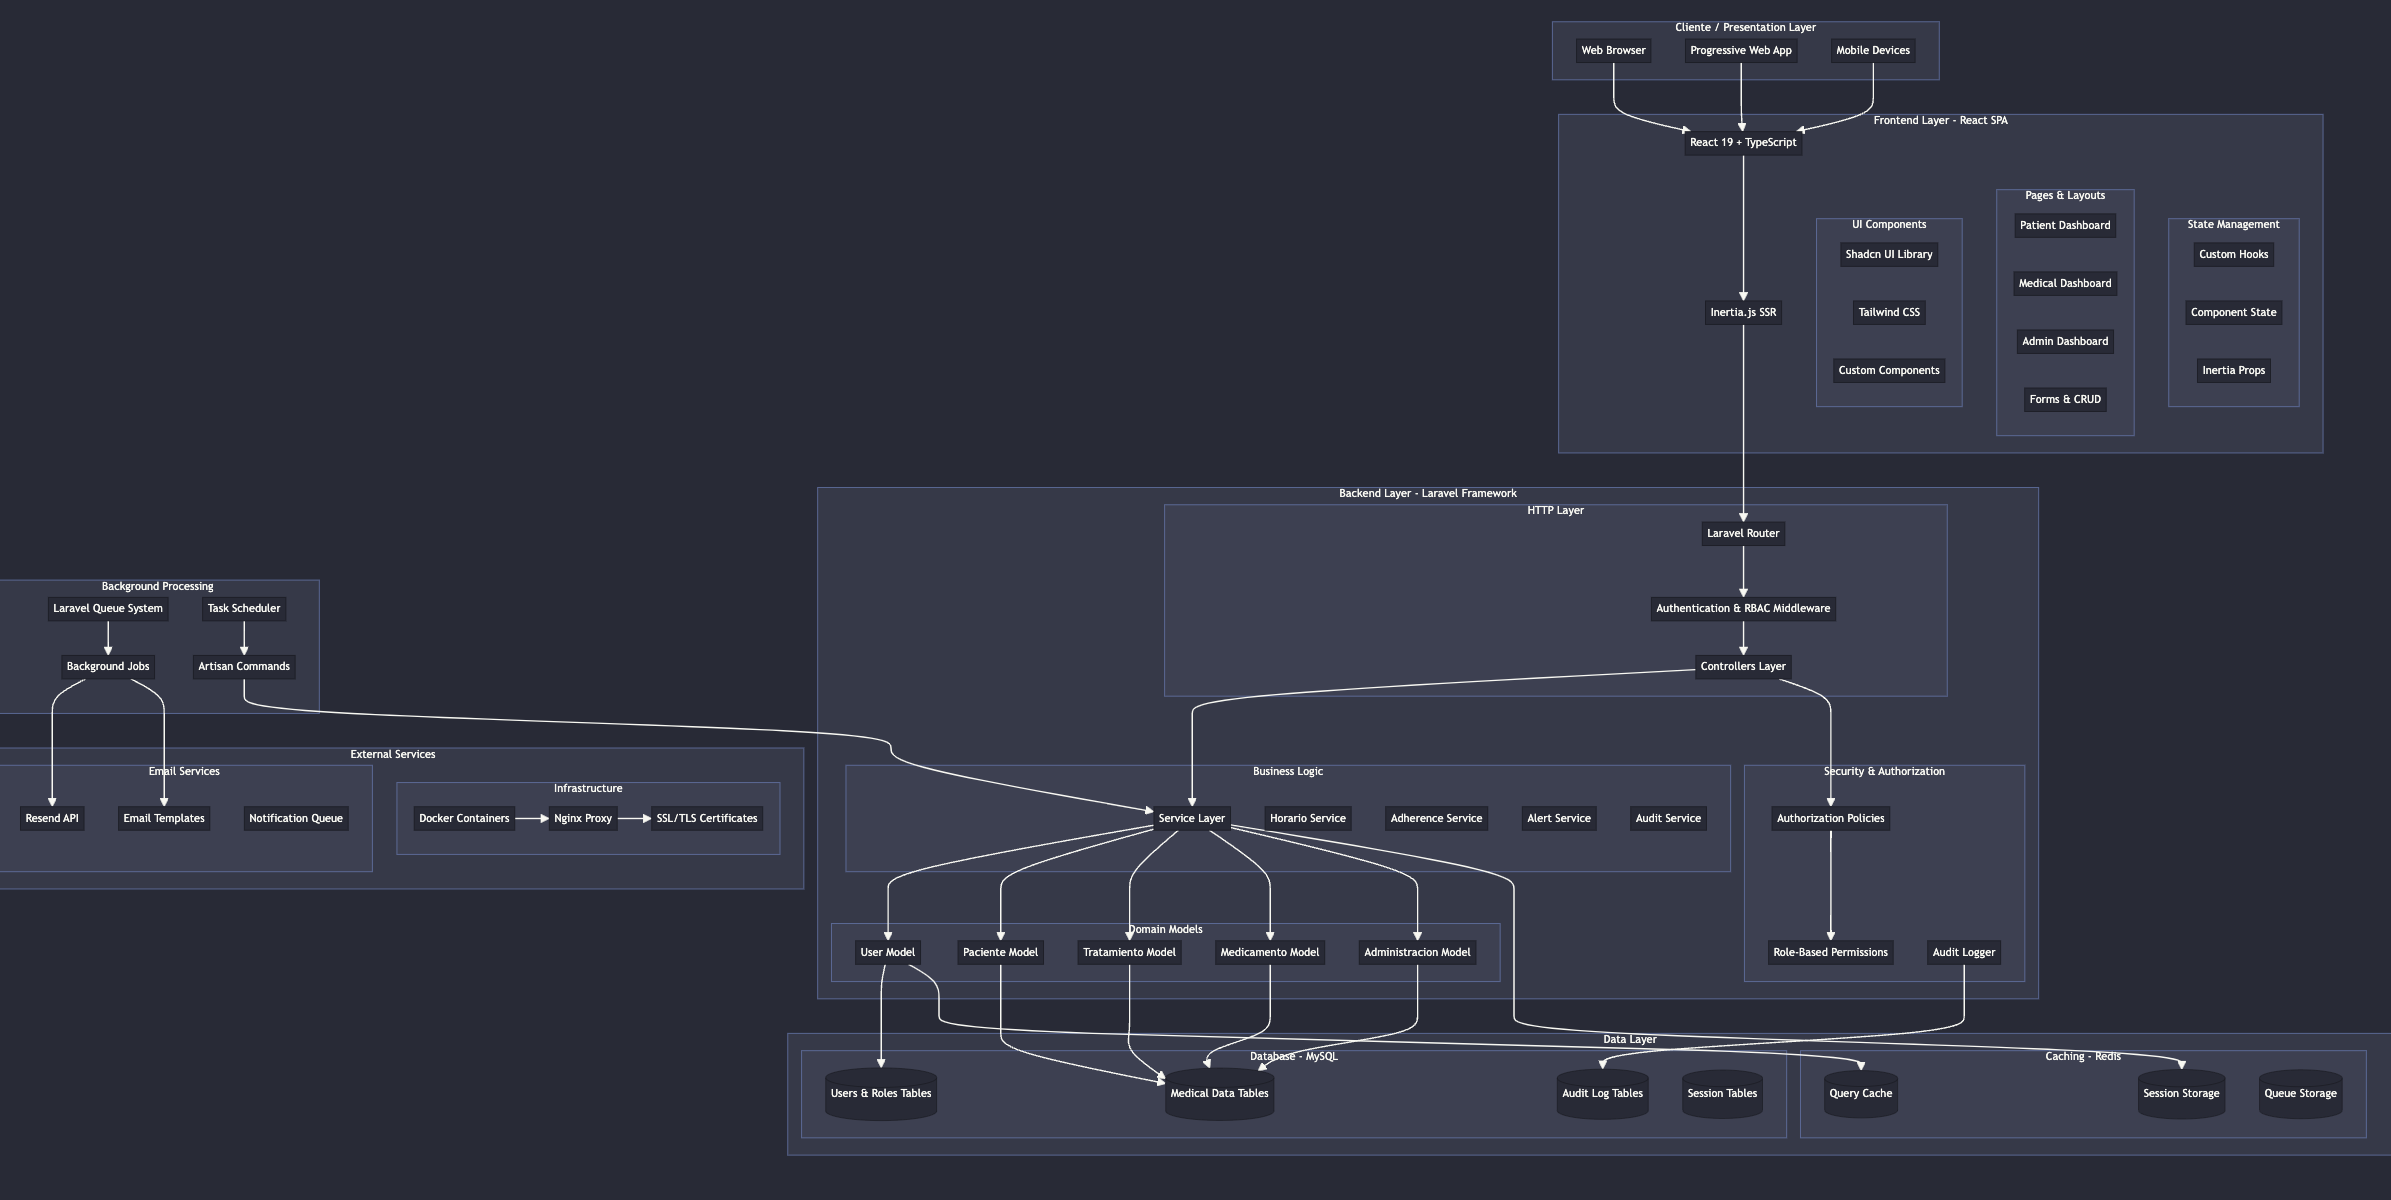 Cliente / Presentation Layer
Web Browser
Progressive Web App
Mobile Devices
Frontend Layer - React SPA
React 19 + TypeScript
Inertia.js SSR
UI Components
Shadcn UI Library
Tailwind CSS
Custom Components
Pages & Layouts
Patient Dashboard
Medical Dashboard
Admin Dashboard
Forms & CRUD
State Management
Custom Hooks
Component State
Inertia Props
Backend Layer - Laravel Framework
HTTP Layer
Laravel Router
Authentication & RBAC Middleware
Controllers Layer
Background Processing
Laravel Queue System
Task Scheduler
Background Jobs
Artisan Commands
External Services
Email Services
Resend API
Email Templates
Notification Queue
Infrastructure
Docker Containers
Nginx Proxy
SSL/TLS Certificates
Business Logic
Service Layer
Horario Service
Adherence Service
Alert Service
Audit Service
Security & Authorization
Authorization Policies
Role-Based Permissions
Audit Logger
Domain Models
User Model
Paciente Model
Tratamiento Model
Medicamento Model
Administracion Model
Data Layer
Database - MySQL
Users & Roles Tables
Medical Data Tables
Audit Log Tables
Session Tables
Caching - Redis
Query Cache
Session Storage
Queue Storage